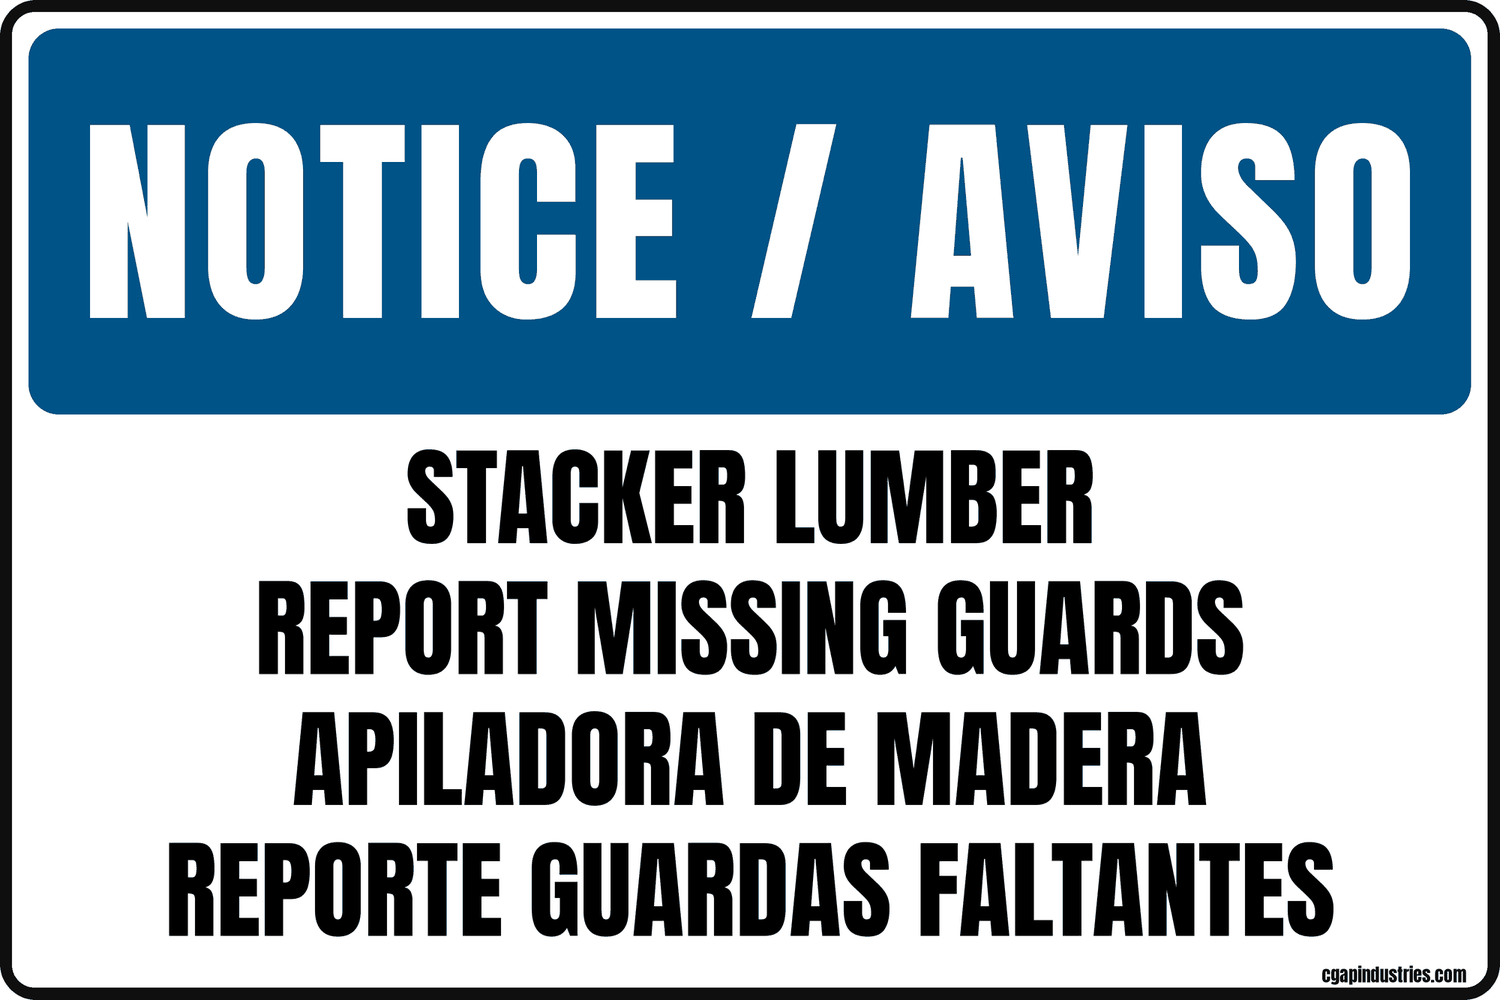 NOTICE / AVISO
STACKER LUMBER
REPORT MISSING GUARDS
APILADORA DE MADERA
REPORTE GUARDAS FALTANTES
cgapindustries.com